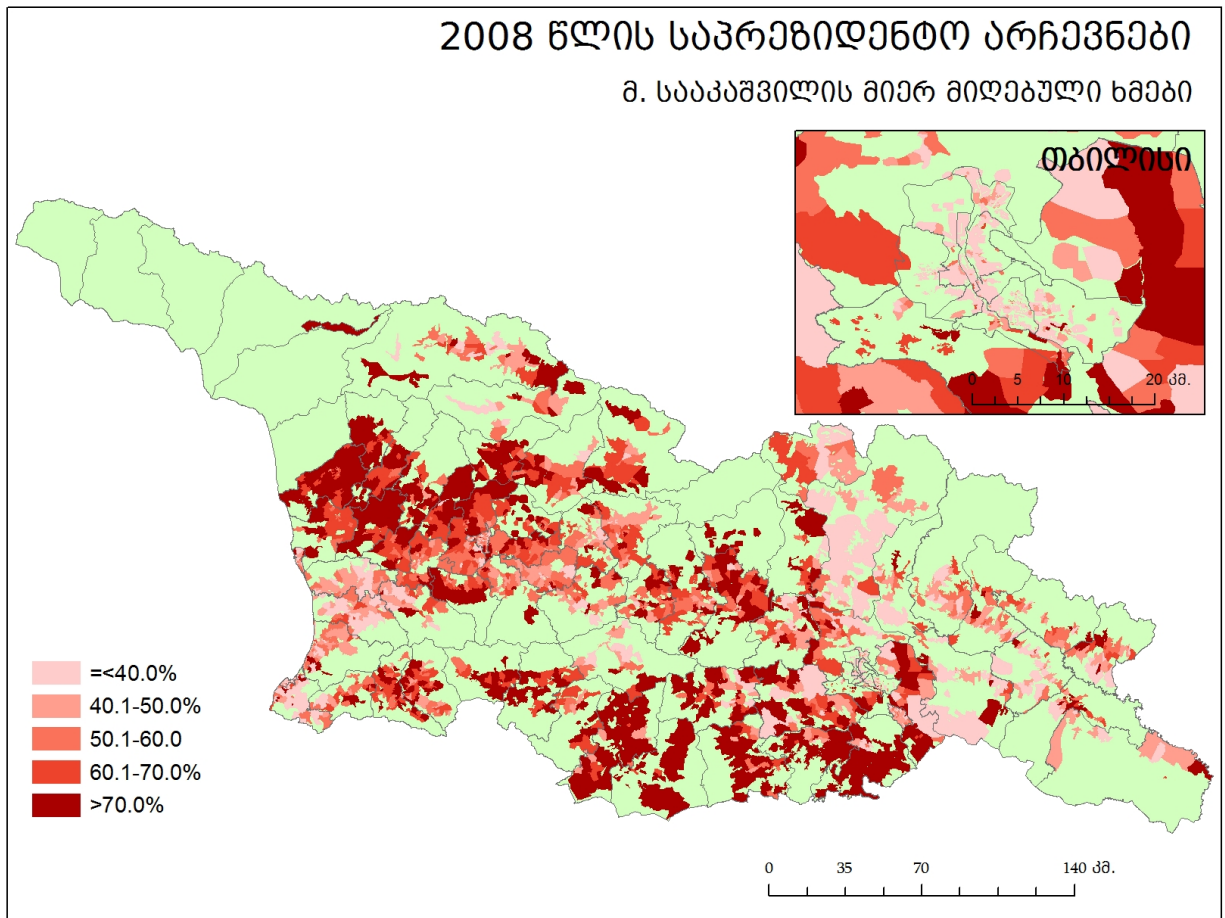 2008 წლის საპრეზიდენტო არჩევნები
მ. სააკაშვილის მიერ მიღებული ხმები
თბილისი
0 5 10 20 კმ.
=<40.0%
40.1-50.0%
50.1-60.0
60.1-70.0%
>70.0%
0 35 70 140 კმ.